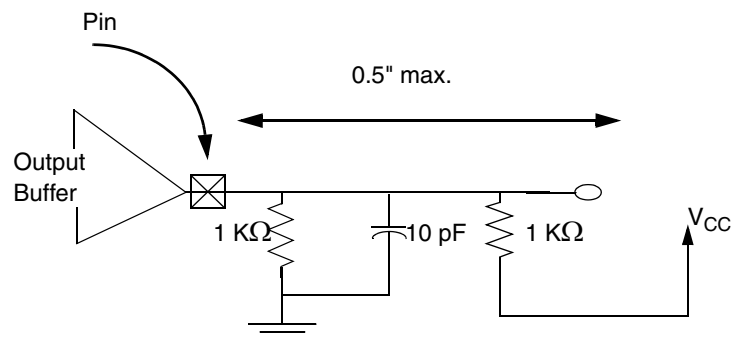 Pin
0.5" max.
Output
Buffer
1 KΩ
10 pF
1 KΩ
VCC